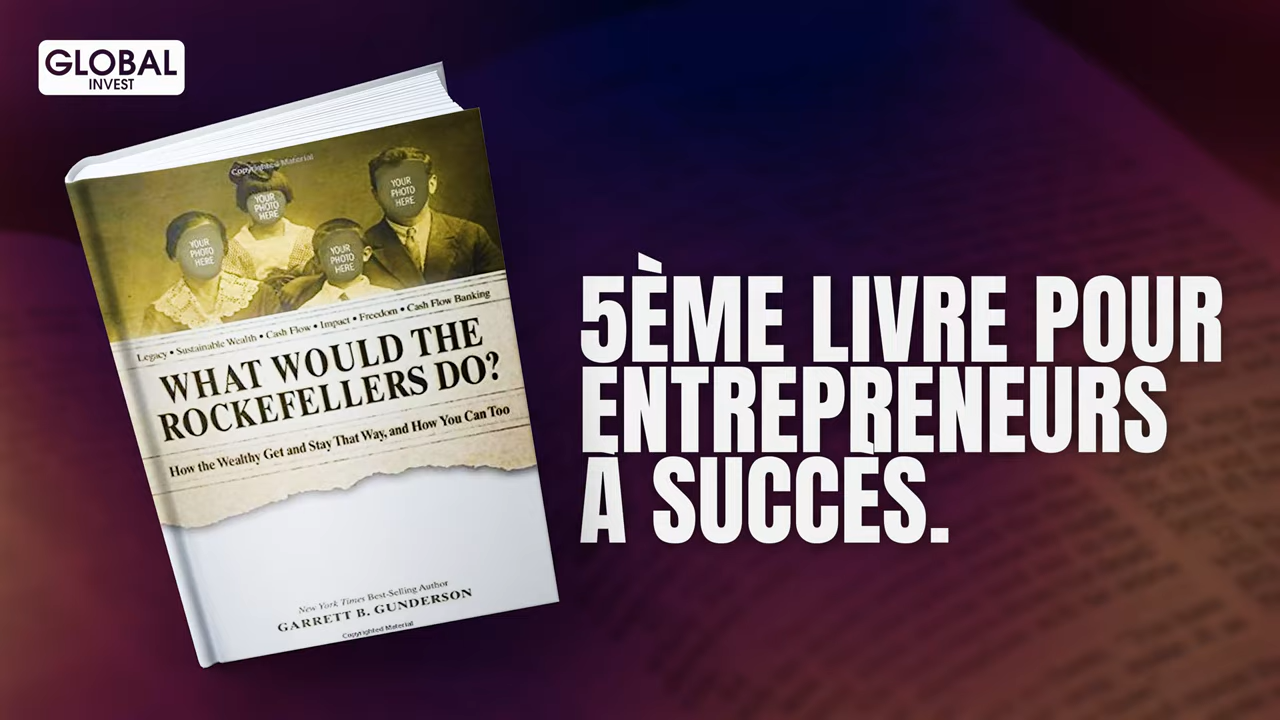 GLOBAL
INVEST
Copyrighted Material
YOUR
PHOTO
HERE
YOUR
PHOTO
HERE
YOUR
PHOTO
HERE
YOUR
PHOTO
HERE
Legacy • Sustainable Wealth • Cash Flow • Impact • Freedom • Cash Flow Banking
WHAT WOULD THE
ROCKEFELLERS DO?
How the Wealthy Get and Stay That Way, and How You Can Too
New York Times Best-Selling Author
GARRETT B. GUNDERSON
Copyrighted Material
5ÈME LIVRE POUR
ENTREPRENEURS
À SUCCÈS.